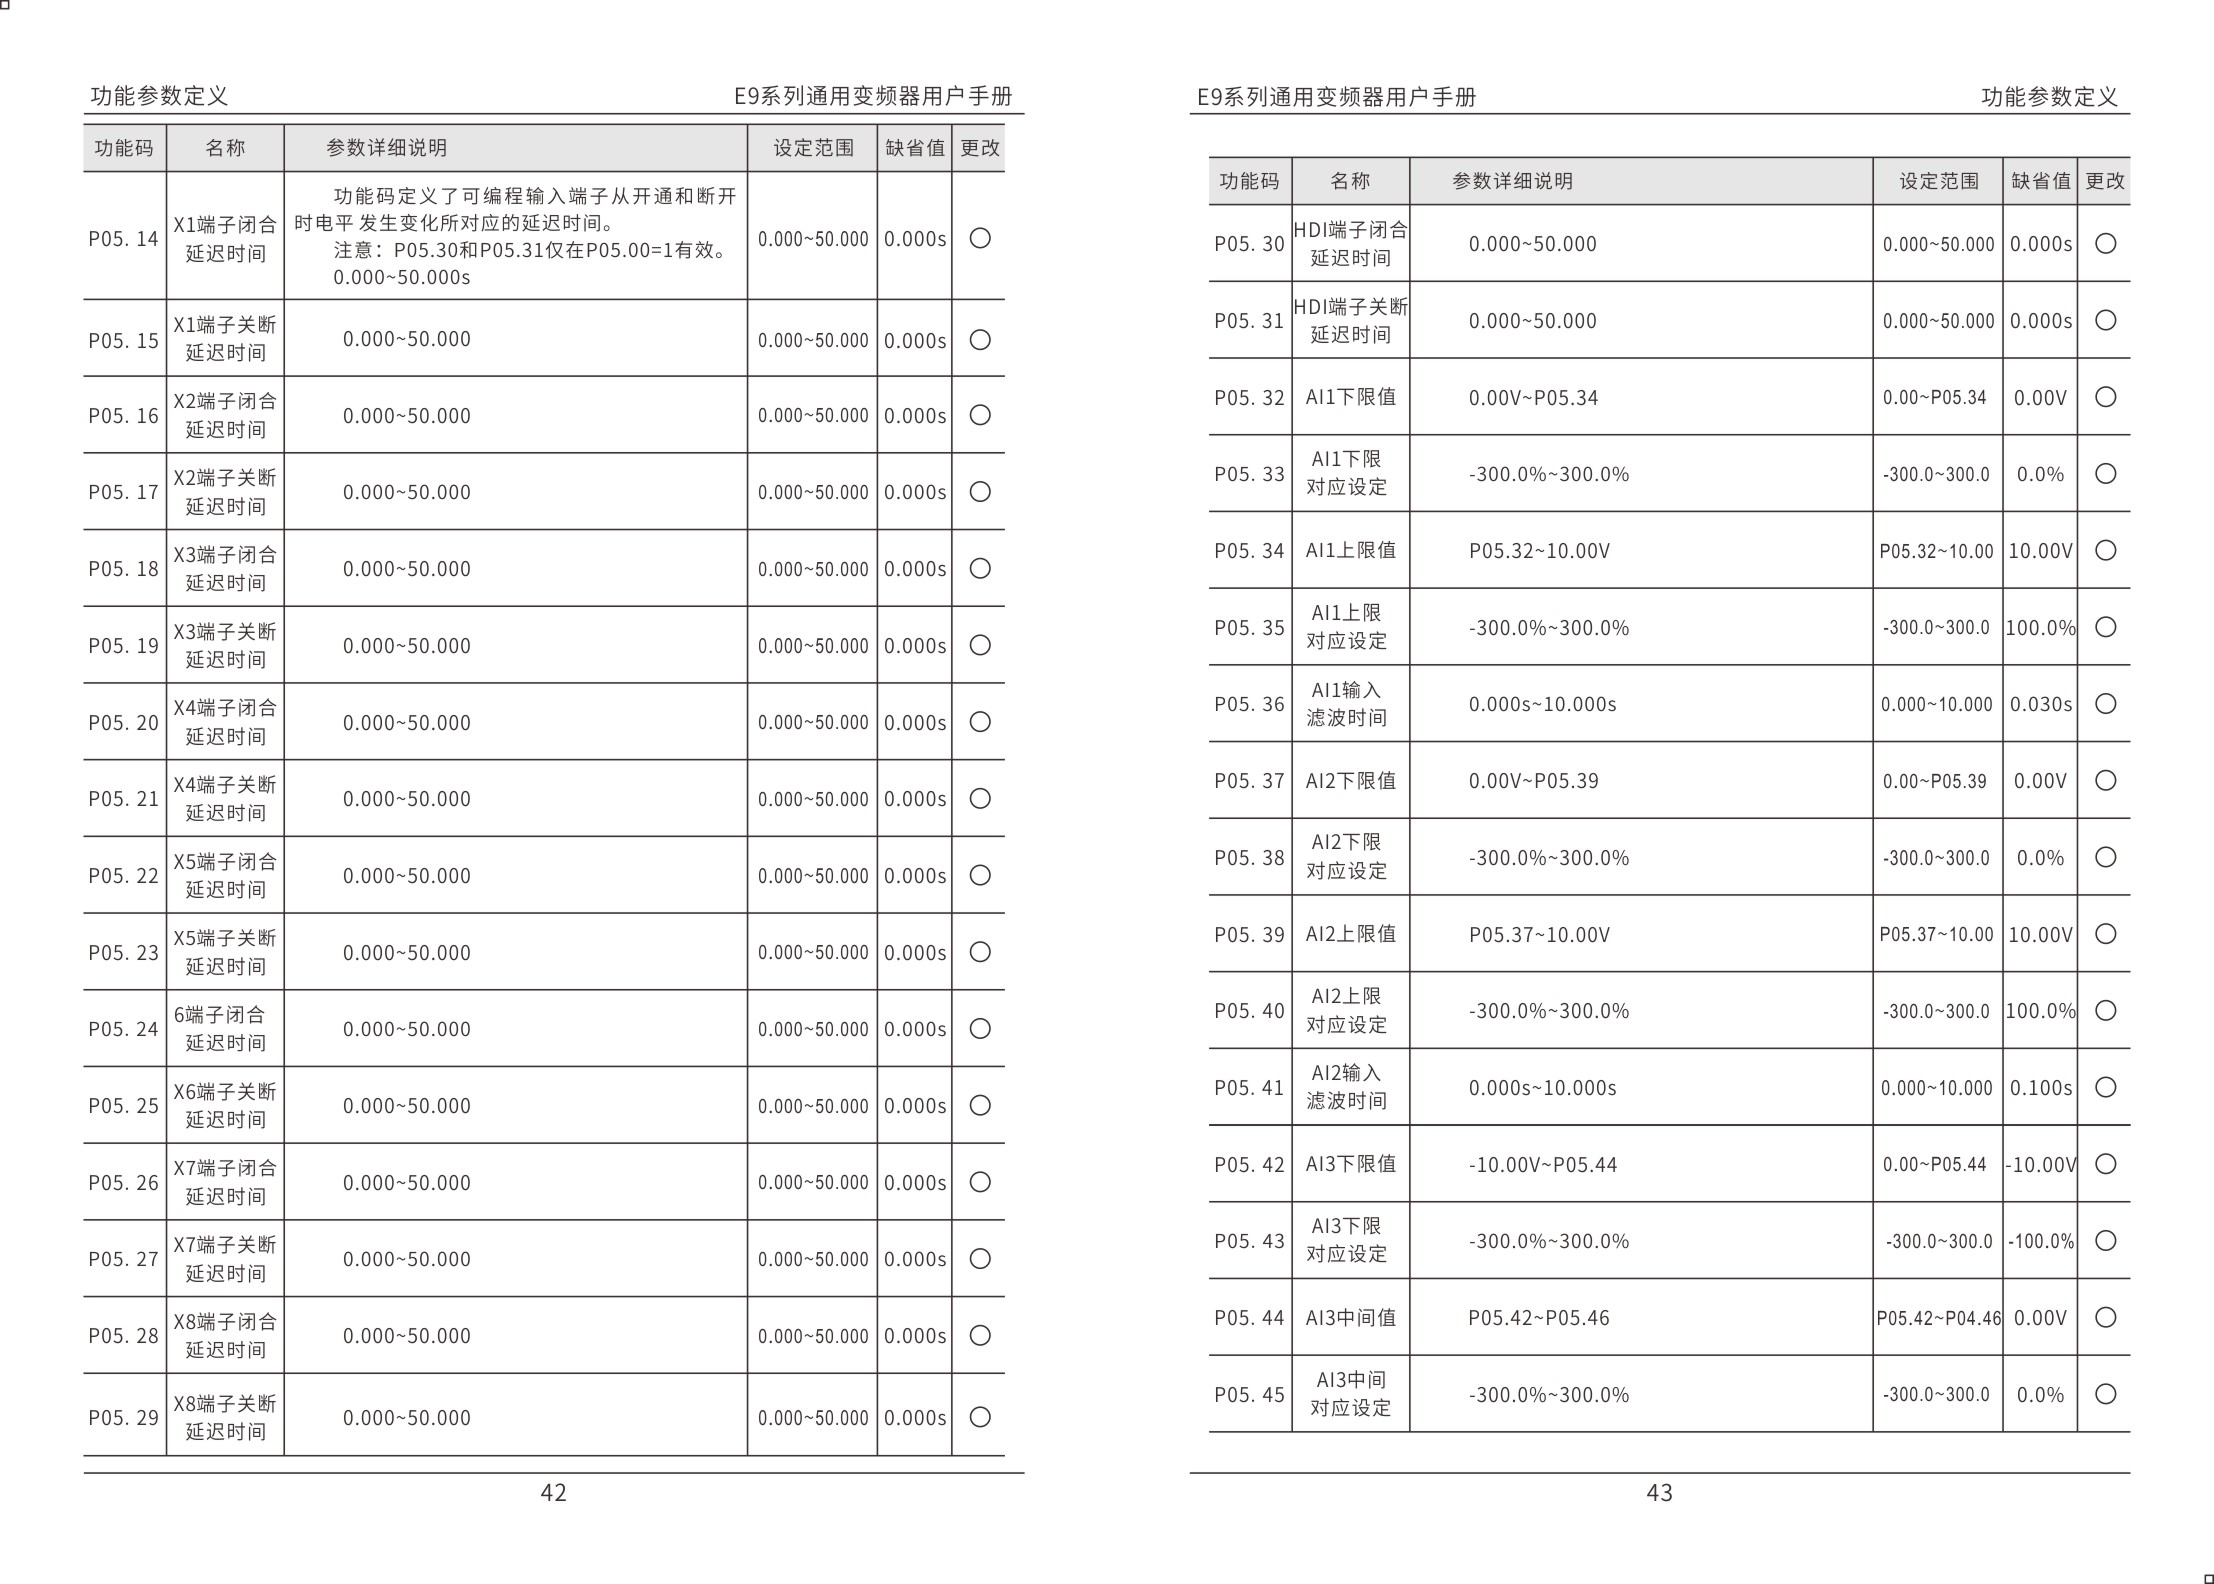 功能参数定义 E9系列通用变频器用户手册
功能码 名称 参数详细说明 设定范围 缺省值 更改
P05. 14 X1端子闭合 延迟时间 功能码定义了可编程输入端子从开通和断开
时电平 发生变化所对应的延迟时间。
注意：P05.30和P05.31仅在P05.00=1有效。
0.000~50.000s 0.000~50.000 0.000s ○
P05. 15 X1端子关断
延迟时间 0.000~50.000 0.000~50.000 0.000s ○
P05. 16 X2端子闭合
延迟时间 0.000~50.000 0.000~50.000 0.000s ○
P05. 17 X2端子关断
延迟时间 0.000~50.000 0.000~50.000 0.000s ○
P05. 18 X3端子闭合
延迟时间 0.000~50.000 0.000~50.000 0.000s ○
P05. 19 X3端子关断
延迟时间 0.000~50.000 0.000~50.000 0.000s ○
P05. 20 X4端子闭合
延迟时间 0.000~50.000 0.000~50.000 0.000s ○
P05. 21 X4端子关断
延迟时间 0.000~50.000 0.000~50.000 0.000s ○
P05. 22 X5端子闭合
延迟时间 0.000~50.000 0.000~50.000 0.000s ○
P05. 23 X5端子关断
延迟时间 0.000~50.000 0.000~50.000 0.000s ○
P05. 24 6端子闭合
延迟时间 0.000~50.000 0.000~50.000 0.000s ○
P05. 25 X6端子关断
延迟时间 0.000~50.000 0.000~50.000 0.000s ○
P05. 26 X7端子闭合
延迟时间 0.000~50.000 0.000~50.000 0.000s ○
P05. 27 X7端子关断
延迟时间 0.000~50.000 0.000~50.000 0.000s ○
P05. 28 X8端子闭合
延迟时间 0.000~50.000 0.000~50.000 0.000s ○
P05. 29 X8端子关断
延迟时间 0.000~50.000 0.000~50.000 0.000s ○
42
E9系列通用变频器用户手册 功能参数定义
功能码 名称 参数详细说明 设定范围 缺省值 更改
P05. 30 HDI端子闭合
延迟时间 0.000~50.000 0.000~50.000 0.000s ○
P05. 31 HDI端子关断
延迟时间 0.000~50.000 0.000~50.000 0.000s ○
P05. 32 AI1下限值 0.00V~P05.34 0.00~P05.34 0.00V ○
P05. 33 AI1下限
对应设定 -300.0%~300.0% -300.0~300.0 0.0% ○
P05. 34 AI1上限值 P05.32~10.00V P05.32~10.00 10.00V ○
P05. 35 AI1上限
对应设定 -300.0%~300.0% -300.0~300.0 100.0% ○
P05. 36 AI1输入
滤波时间 0.000s~10.000s 0.000~10.000 0.030s ○
P05. 37 AI2下限值 0.00V~P05.39 0.00~P05.39 0.00V ○
P05. 38 AI2下限
对应设定 -300.0%~300.0% -300.0~300.0 0.0% ○
P05. 39 AI2上限值 P05.37~10.00V P05.37~10.00 10.00V ○
P05. 40 AI2上限
对应设定 -300.0%~300.0% -300.0~300.0 100.0% ○
P05. 41 AI2输入
滤波时间 0.000s~10.000s 0.000~10.000 0.100s ○
P05. 42 AI3下限值 -10.00V~P05.44 0.00~P05.44 -10.00V ○
P05. 43 AI3下限
对应设定 -300.0%~300.0% -300.0~300.0 -100.0% ○
P05. 44 AI3中间值 P05.42~P05.46 P05.42~P04.46 0.00V ○
P05. 45 AI3中间
对应设定 -300.0%~300.0% -300.0~300.0 0.0% ○
43